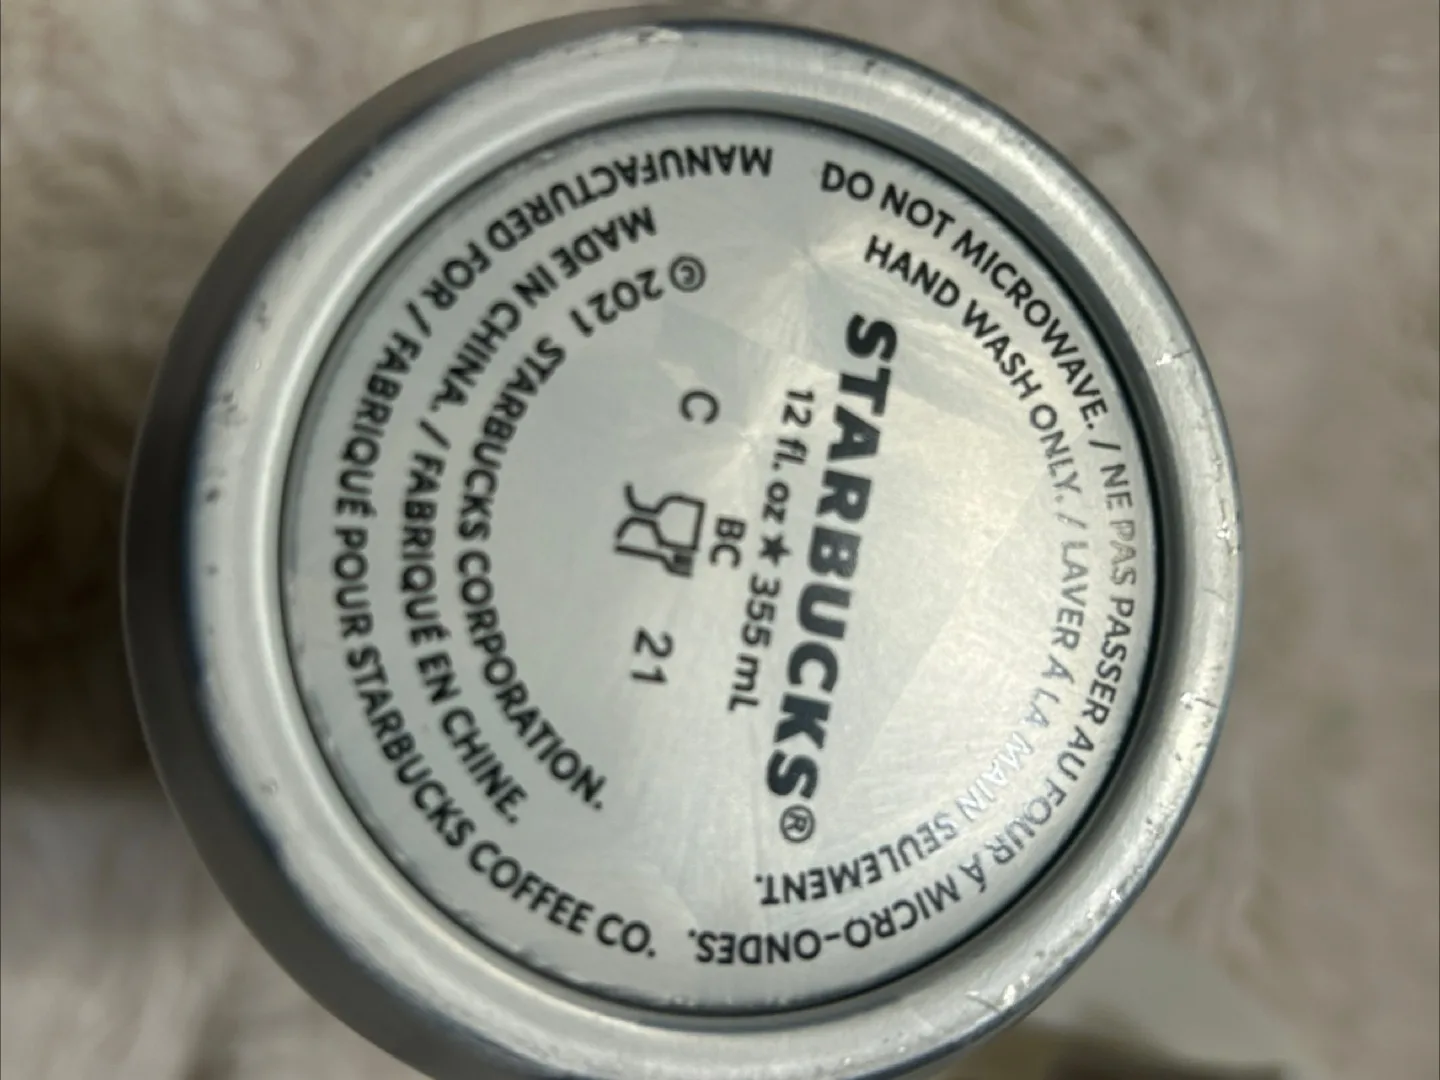 DO NOT MICROWAVE. / NE PAS PASSER AU FOUR À MICRO-ONDES.
HAND WASH ONLY. / LAVER À LA MAIN SEULEMENT.
STARBUCKS®
12 fl. oz ★ 355 mL
BC
C
21
© 2021 STARBUCKS CORPORATION.
MADE IN CHINA. / FABRIQUÉ EN CHINE.
MANUFACTURED FOR / FABRIQUÉ POUR STARBUCKS COFFEE CO.